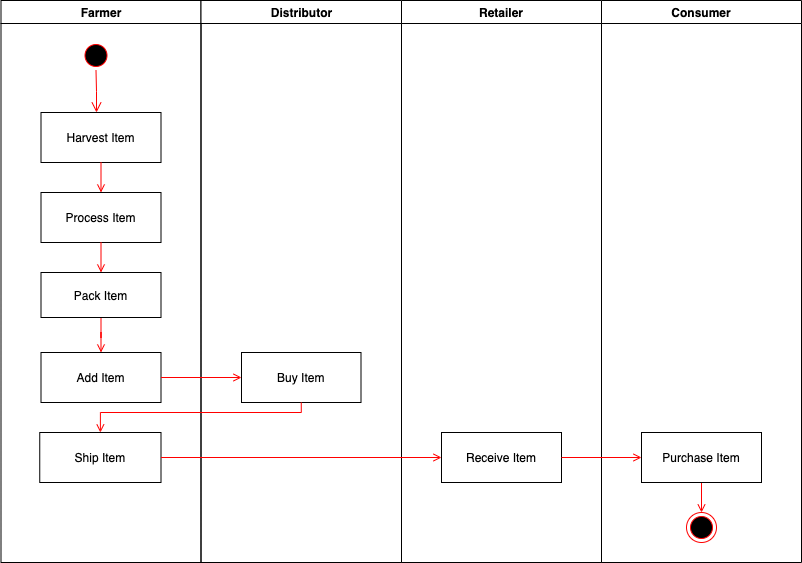 Farmer
Distributor
Retailer
Consumer
Harvest Item
Process Item
Pack Item
Add Item
Buy Item
Ship Item
Receive Item
Purchase Item